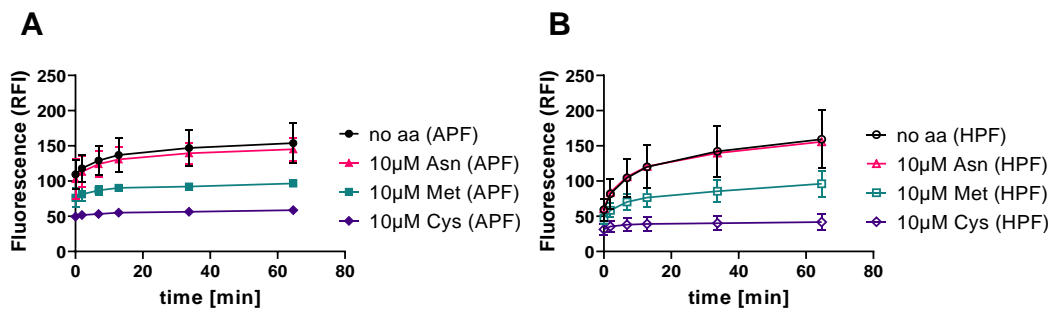 A
Fluorescence (RFI)
250
200
150
100
50
0
0
20
40
60
80
time [min]
no aa (APF)
10µM Asn (APF)
10µM Met (APF)
10µM Cys (APF)
B
Fluorescence (RFI)
250
200
150
100
50
0
0
20
40
60
80
time [min]
no aa (HPF)
10µM Asn (HPF)
10µM Met (HPF)
10µM Cys (HPF)